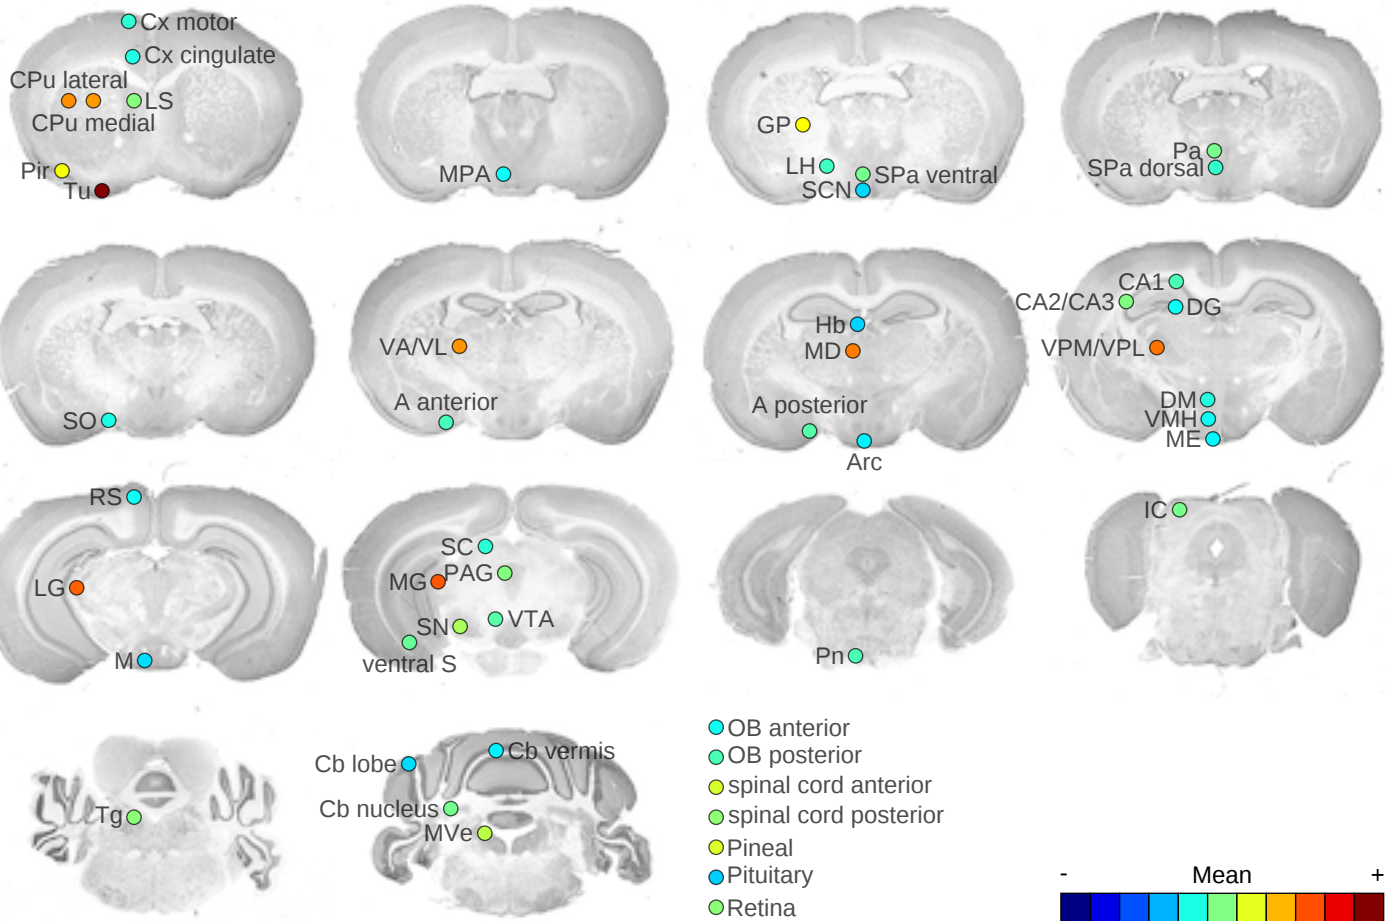 Cx motor
Cx cingulate
CPu lateral
LS
CPu medial
Pir
Tu
MPA
GP
LH
SPa ventral
SCN
Pa
SPa dorsal
SO
VA/VL
A anterior
Hb
MD
A posterior
Arc
CA1
CA2/CA3
DG
VPM/VPL
DM
VMH
ME
RS
LG
M
SC
MG
PAG
SN
VTA
ventral S
Pn
IC
Tg
Cb lobe
Cb vermis
Cb nucleus
MVe
OB anterior
OB posterior
spinal cord anterior
spinal cord posterior
Pineal
Pituitary
Retina
- Mean +